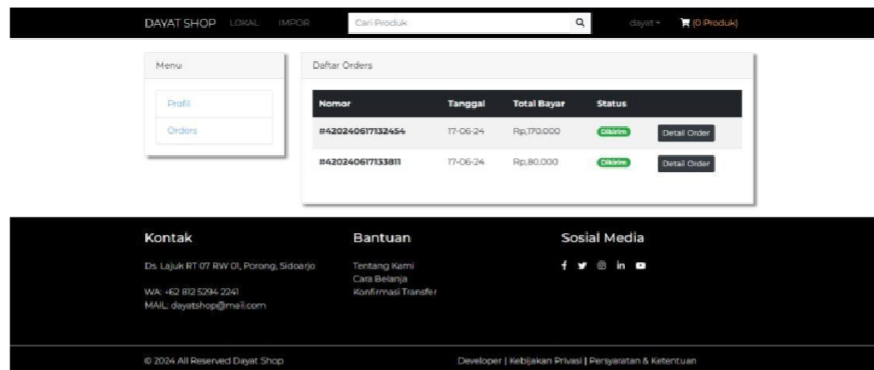 DAYAT SHOP LOKAL IMPOR Cari Produk dayat (0 Produk)
Menu
Profil
Orders
Daftar Orders
Nomor Tanggal Total Bayar Status
#420240617132454 17-06-24 Rp,170.000 Dikirim Detail Order
#420240617133811 17-06-24 Rp,80.000 Dikirim Detail Order
Kontak
Ds. Lajuk RT 07 RW 01, Porong, Sidoarjo
WA: +62 812 5294 2241
MAIL: dayatshop@mail.com
Bantuan
Tentang Kami
Cara Belanja
Konfirmasi Transfer
Sosial Media
© 2024 All Reserved Dayat Shop
Developer | Kebijakan Privasi | Persyaratan & Ketentuan